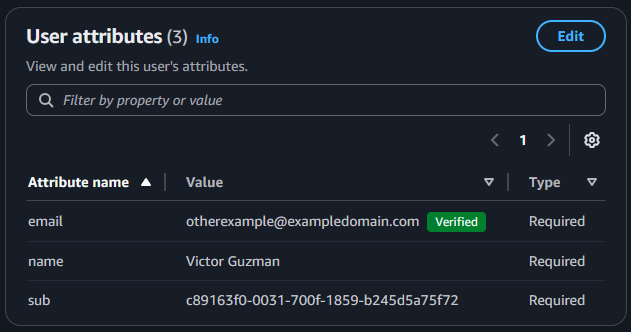 User attributes (3) Info
Edit
View and edit this user's attributes.
Filter by property or value
1
Attribute name Value Type
email otherexample@exampledomain.com Verified Required
name Victor Guzman Required
sub c89163f0-0031-700f-1859-b245d5a75f72 Required